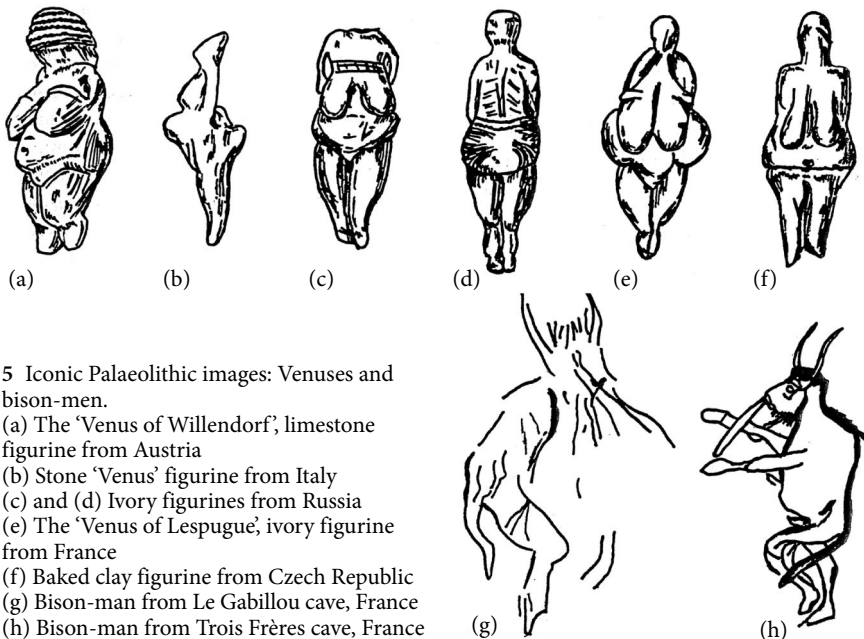 (a) (b) (c) (d) (e) (f)
5 Iconic Palaeolithic images: Venuses and
bison-men.
(a) The ‘Venus of Willendorf’, limestone
figurine from Austria
(b) Stone ‘Venus’ figurine from Italy
(c) and (d) Ivory figurines from Russia
(e) The ‘Venus of Lespugue’, ivory figurine
from France
(f) Baked clay figurine from Czech Republic
(g) Bison-man from Le Gabillou cave, France
(h) Bison-man from Trois Frères cave, France
(g) (h)